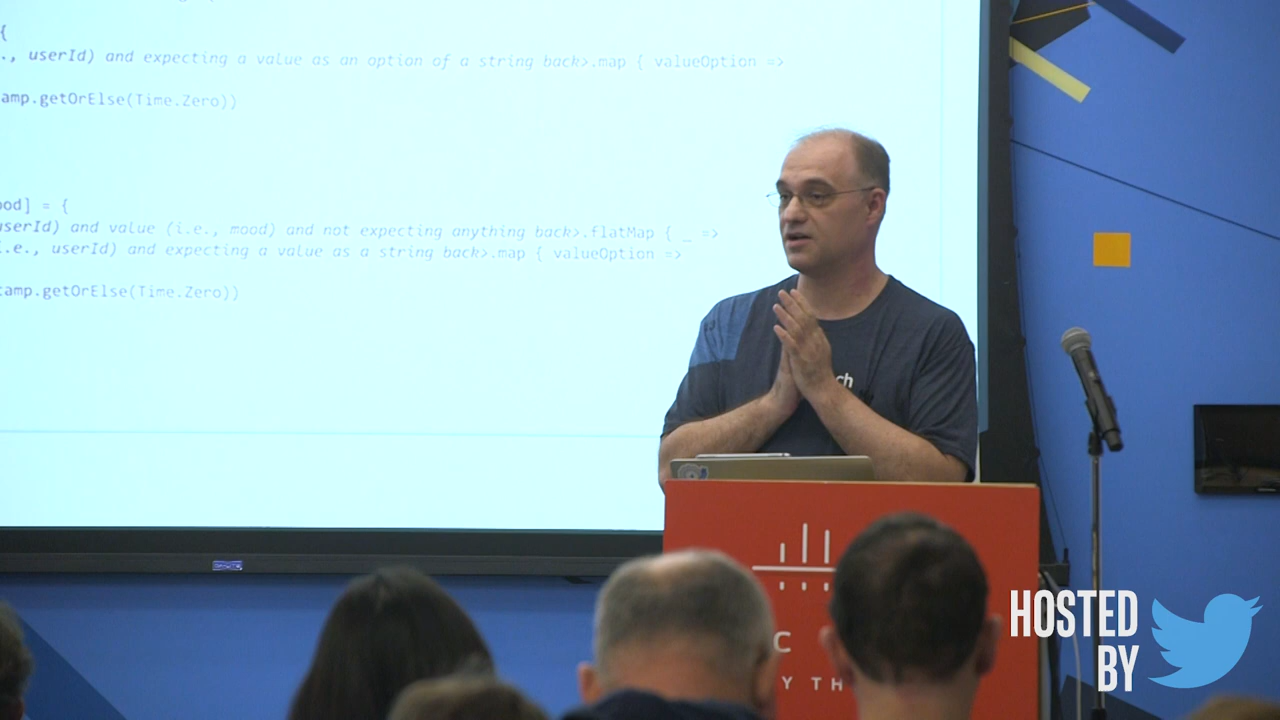 {
., userId) and expecting a value as an option of a string back>.map { valueOption =>
amp.getOrElse(Time.Zero))
ood] = {
userId) and value (i.e., mood) and not expecting anything back>.flatMap { _ =>
i.e., userId) and expecting a value as a string back>.map { valueOption =>
tamp.getOrElse(Time.Zero))
ch
C
Y TH
HOSTED
BY